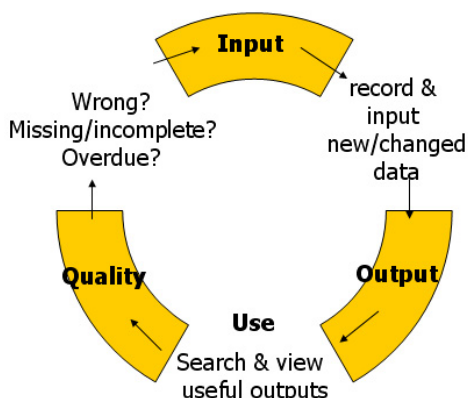 Input
record &
input
new/changed
data
Output
Use
Search & view
useful outputs
Quality
Wrong?
Missing/incomplete?
Overdue?